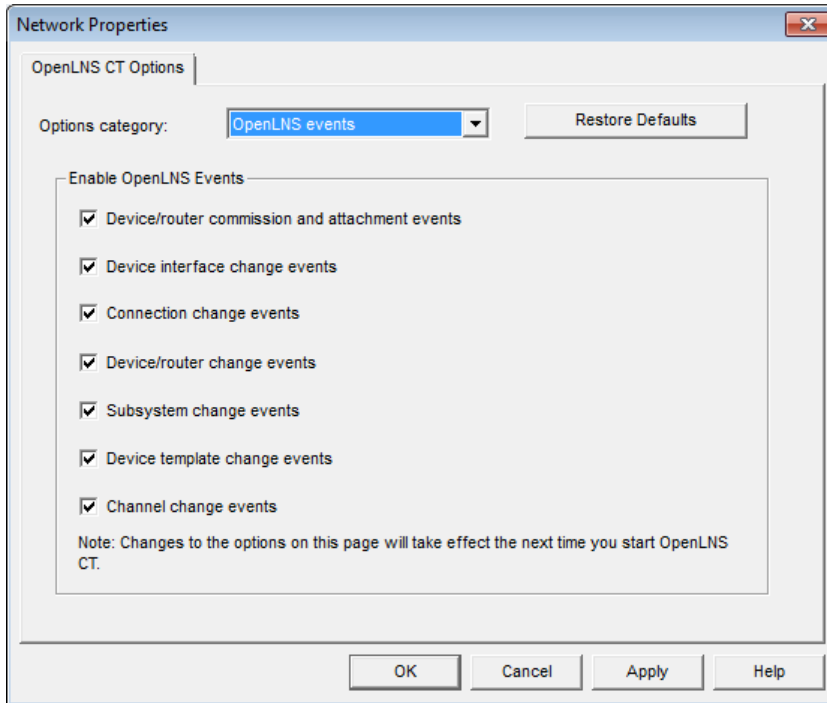 Network Properties
OpenLNS CT Options
Options category: OpenLNS events Restore Defaults
Enable OpenLNS Events
Device/router commission and attachment events
Device interface change events
Connection change events
Device/router change events
Subsystem change events
Device template change events
Channel change events
Note: Changes to the options on this page will take effect the next time you start OpenLNS
CT.
OK Cancel Apply Help